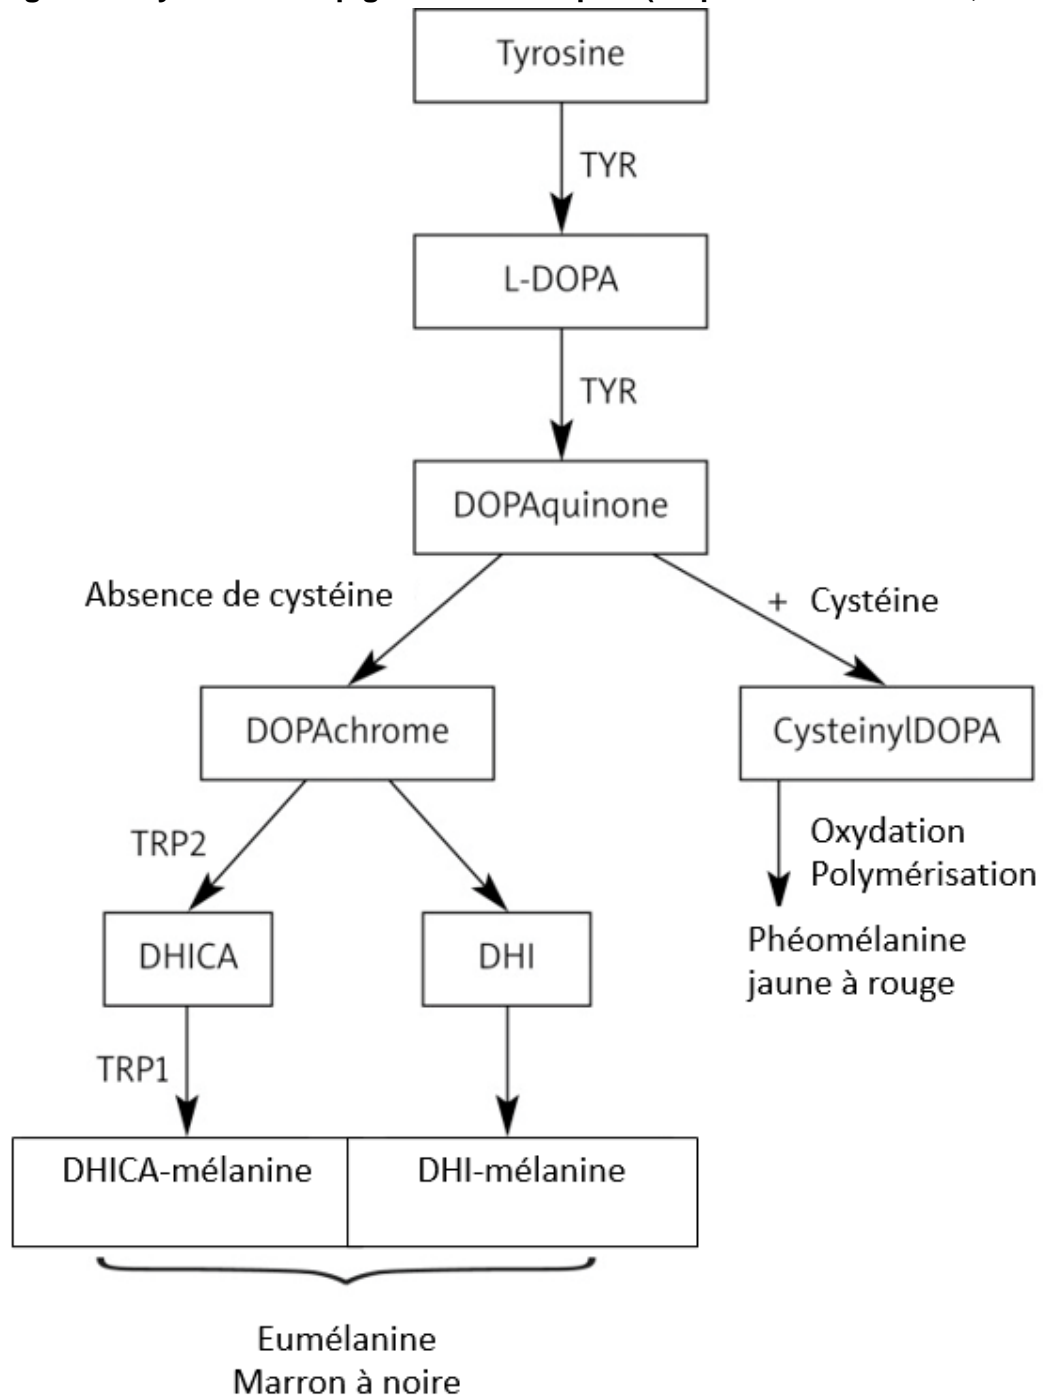 Tyrosine
TYR
L-DOPA
TYR
DOPAquinone
Absence de cystéine
+ Cystéine
DOPAchrome
CysteinylDOPA
TRP2
Oxydation
Polymérisation
DHICA
DHI
Phéomélanine
jaune à rouge
TRP1
DHICA-mélanine
DHI-mélanine
Eumélanine
Marron à noire